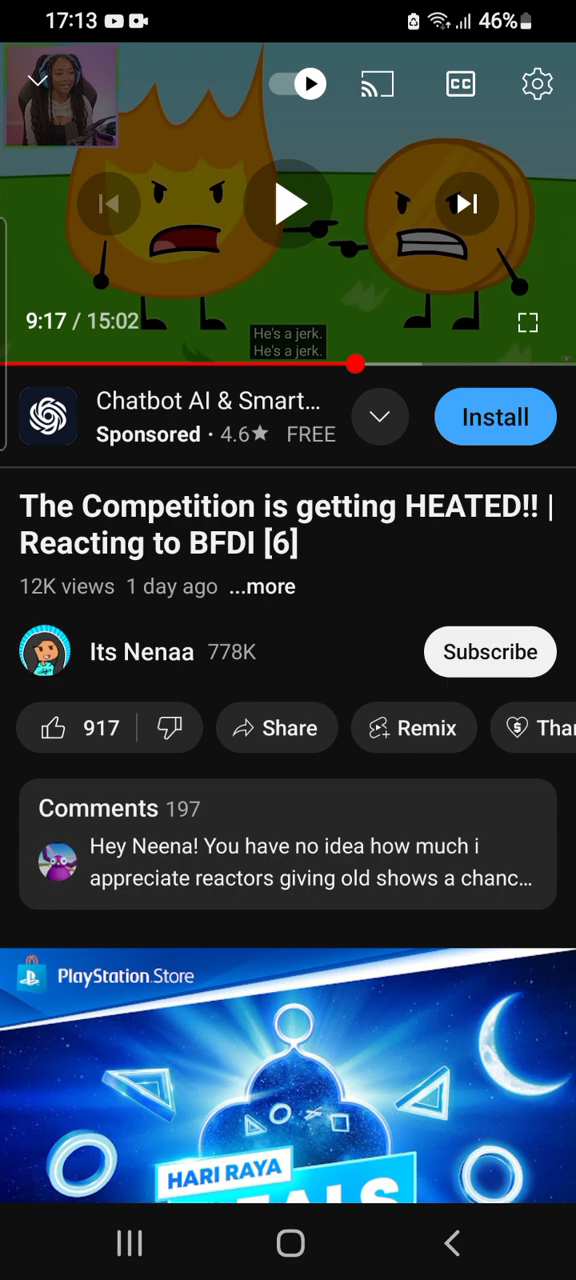 17:13
46%
CC
9:17 / 15:02
He's a jerk.
He's a jerk.
Chatbot AI & Smart...
Sponsored · 4.6★ FREE
Install
The Competition is getting HEATED!! |
Reacting to BFDI [6]
12K views 1 day ago ...more
Its Nenaa 778K
Subscribe
917
Share
Remix
Than
Comments 197
Hey Neena! You have no idea how much i
appreciate reactors giving old shows a chanc...
PlayStation Store
HARI RAYA